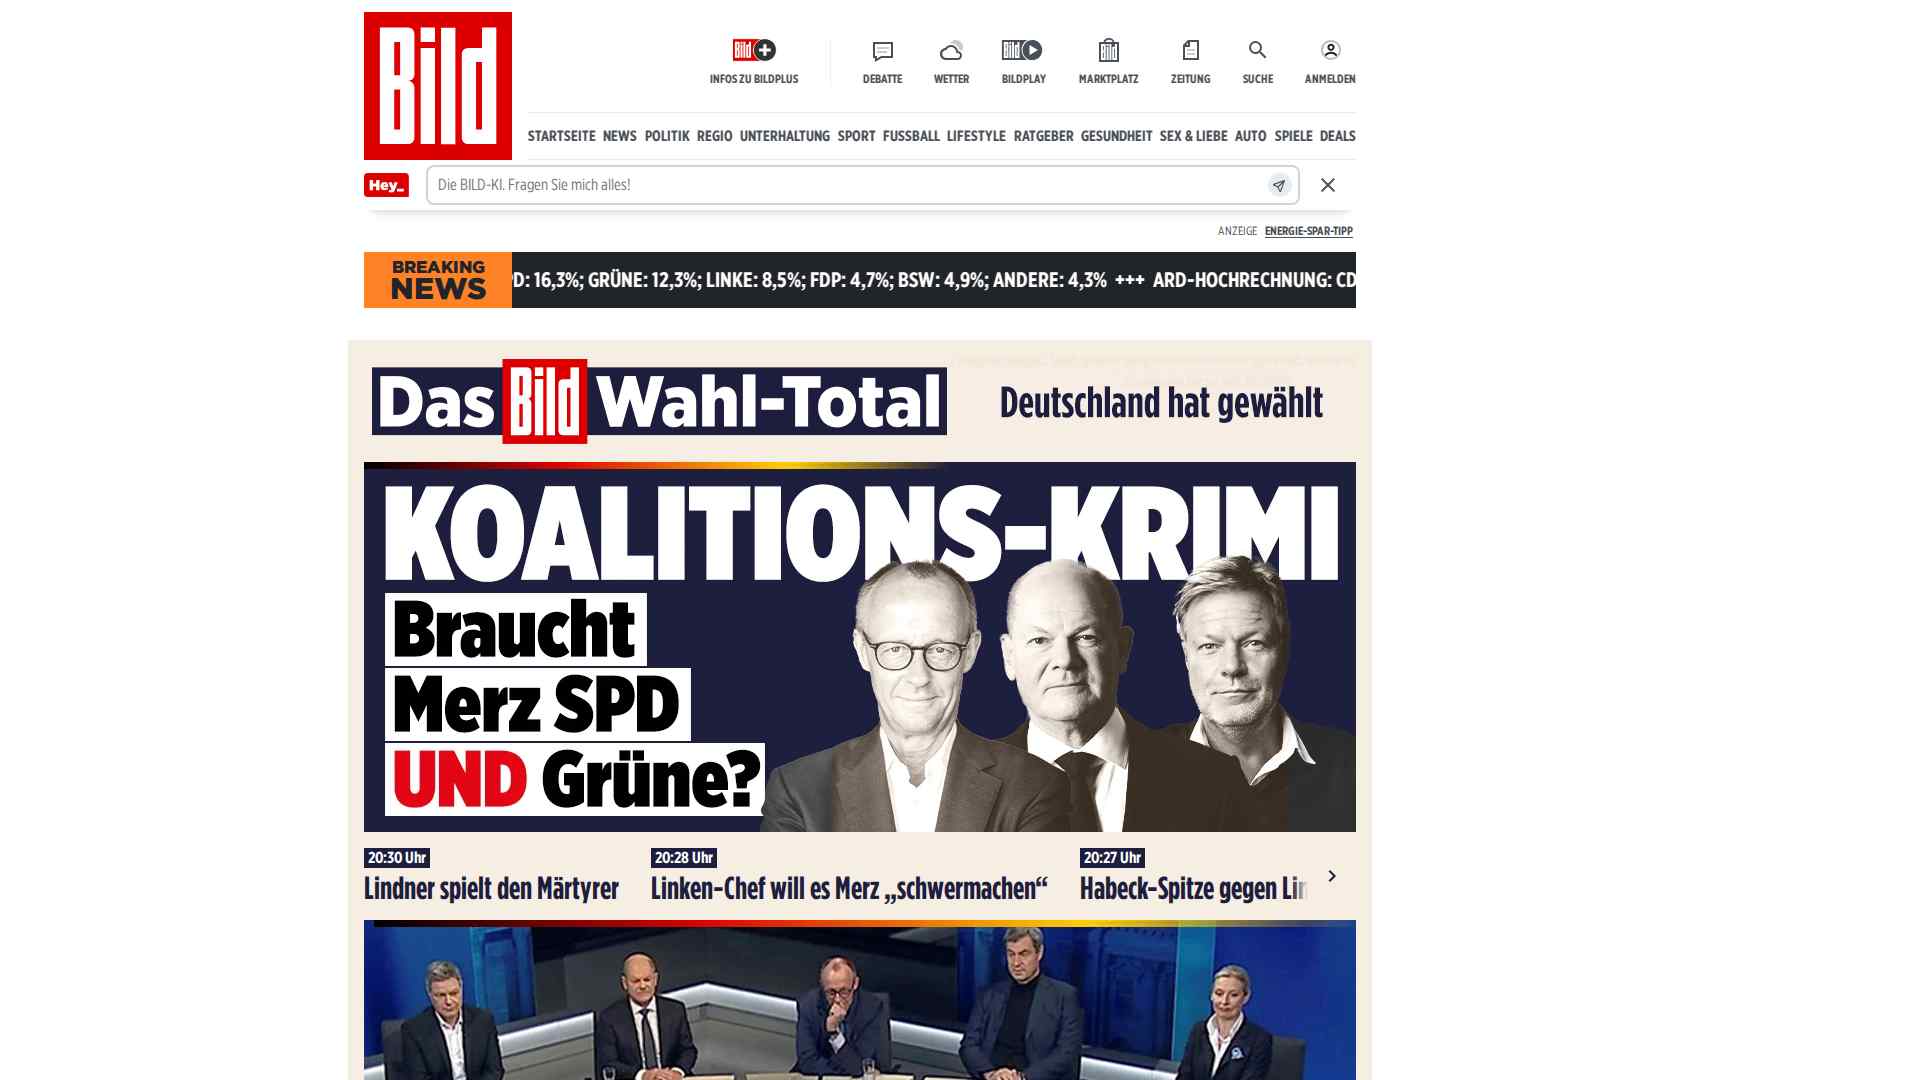 Bild
Bild +
INFOS ZU BILDPLUS
DEBATTE
WETTER
Bild
BILDPLAY
Bild
MARKTPLATZ
ZEITUNG
SUCHE
ANMELDEN
STARTSEITE NEWS POLITIK REGIO UNTERHALTUNG SPORT FUSSBALL LIFESTYLE RATGEBER GESUNDHEIT SEX & LIEBE AUTO SPIELE DEALS
Hey_
Die BILD-KI. Fragen Sie mich alles!
ANZEIGE ENERGIE-SPAR-TIPP
BREAKING
NEWS
PD: 16,3%; GRÜNE: 12,3%; LINKE: 8,5%; FDP: 4,7%; BSW: 4,9%; ANDERE: 4,3% +++ ARD-HOCHRECHNUNG: CD
Das Bild Wahl-Total
Deutschland hat gewählt
KOALITIONS-KRIMI
Braucht
Merz SPD
UND Grüne?
20:30 Uhr
Lindner spielt den Märtyrer
20:28 Uhr
Linken-Chef will es Merz „schwermachen“
20:27 Uhr
Habeck-Spitze gegen Lin